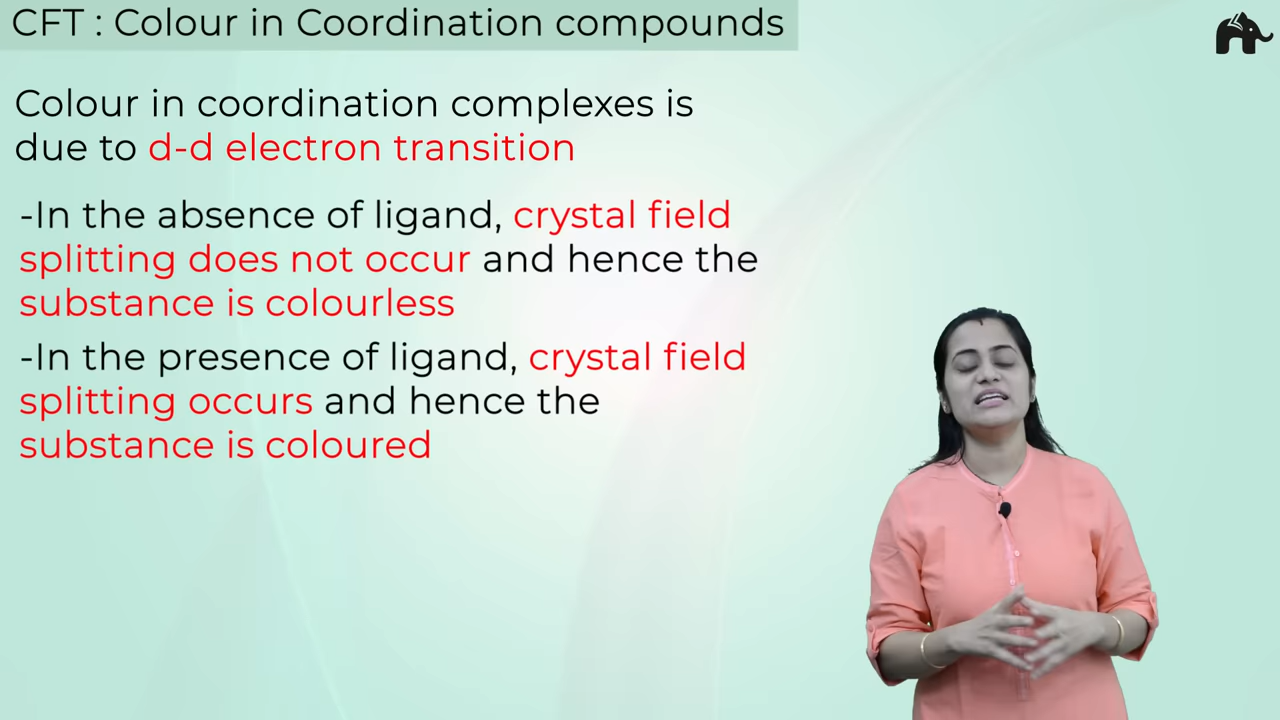 CFT : Colour in Coordination compounds
Colour in coordination complexes is
due to d-d electron transition
-In the absence of ligand, crystal field
splitting does not occur and hence the
substance is colourless
-In the presence of ligand, crystal field
splitting occurs and hence the
substance is coloured